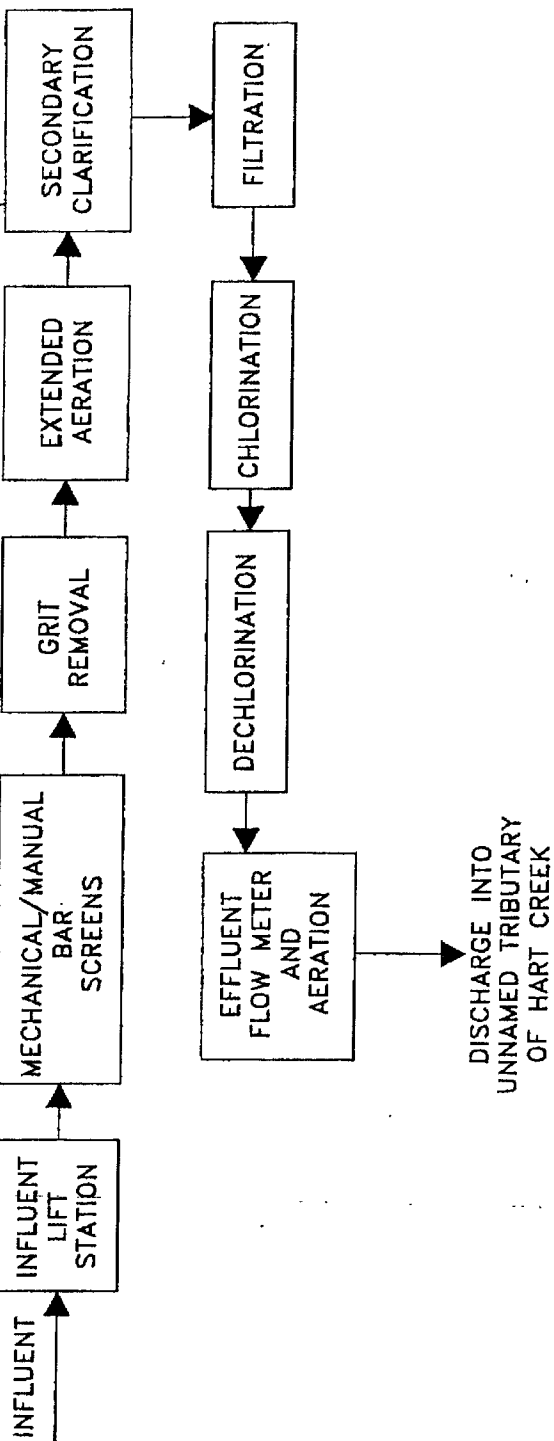 INFLUENT
INFLUENT
LIFT
STATION
MECHANICAL/MANUAL
BAR
SCREENS
GRIT
REMOVAL
EXTENDED
AERATION
SECONDARY
CLARIFICATION
FILTRATION
CHLORINATION
DECHLORINATION
EFFLUENT
FLOW METER
AND
AERATION
DISCHARGE INTO
UNNAMED TRIBUTARY
OF HART CREEK